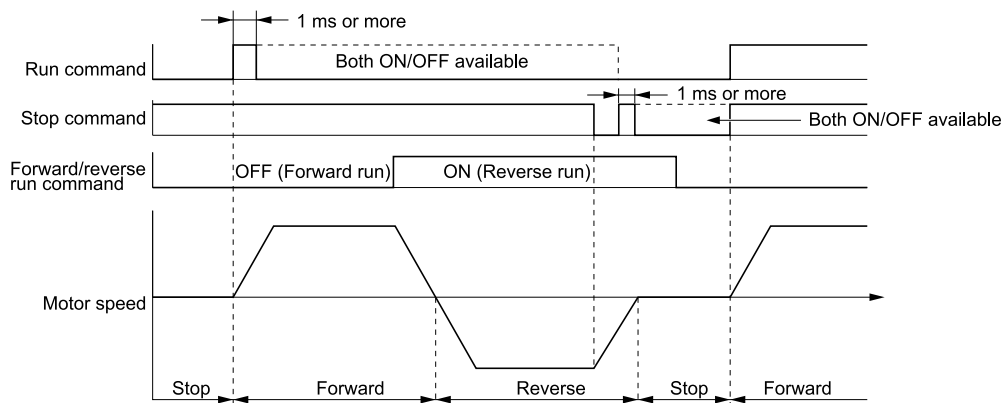 1 ms or more
Run command
Both ON/OFF available
1 ms or more
Stop command
Both ON/OFF available
Forward/reverse
run command
OFF (Forward run)
ON (Reverse run)
Motor speed
Stop
Forward
Reverse
Stop
Forward